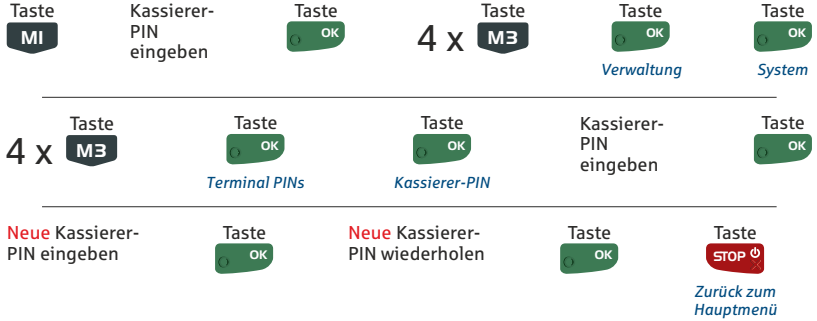 Taste Kassierer- Taste Taste Taste Taste
MI PIN OK 4 x M3 OK OK
eingeben
Verwaltung System
Taste Taste Taste Kassierer- Taste
4 x M3 OK OK PIN OK
eingeben
Terminal PINs Kassierer-PIN
Neue Kassierer- Taste Neue Kassierer- Taste Taste
PIN eingeben OK PIN wiederholen OK STOP
Zurück zum
Hauptmenü